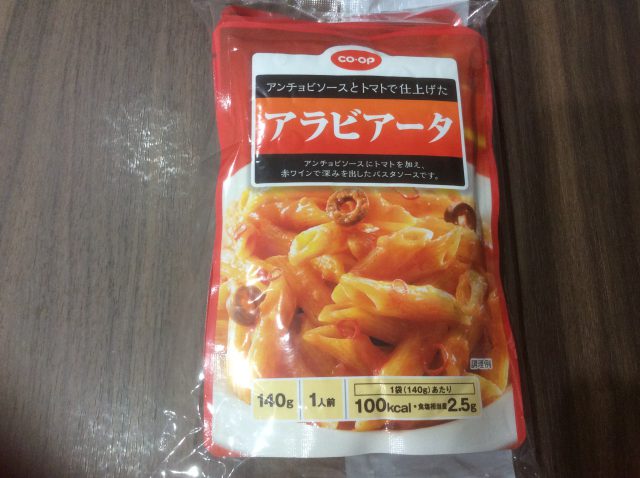 CO·OP
アンチョビソースとトマトで仕上げた
アラビアータ
アンチョビソースにトマトを加え、
赤ワインで深みを出したパスタソースです。
調理例
140g
1人前
1袋(140g)あたり
100kcal・食塩相当量2.5g